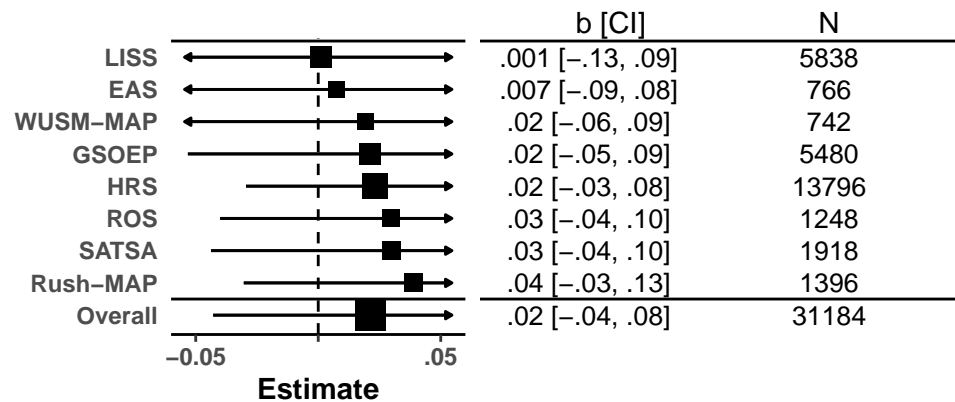 b [CI] N
LISS .001 [−.13, .09] 5838
EAS .007 [−.09, .08] 766
WUSM−MAP .02 [−.06, .09] 742
GSOEP .02 [−.05, .09] 5480
HRS .02 [−.03, .08] 13796
ROS .03 [−.04, .10] 1248
SATSA .03 [−.04, .10] 1918
Rush−MAP .04 [−.03, .13] 1396
Overall .02 [−.04, .08] 31184
−0.05 .05
Estimate